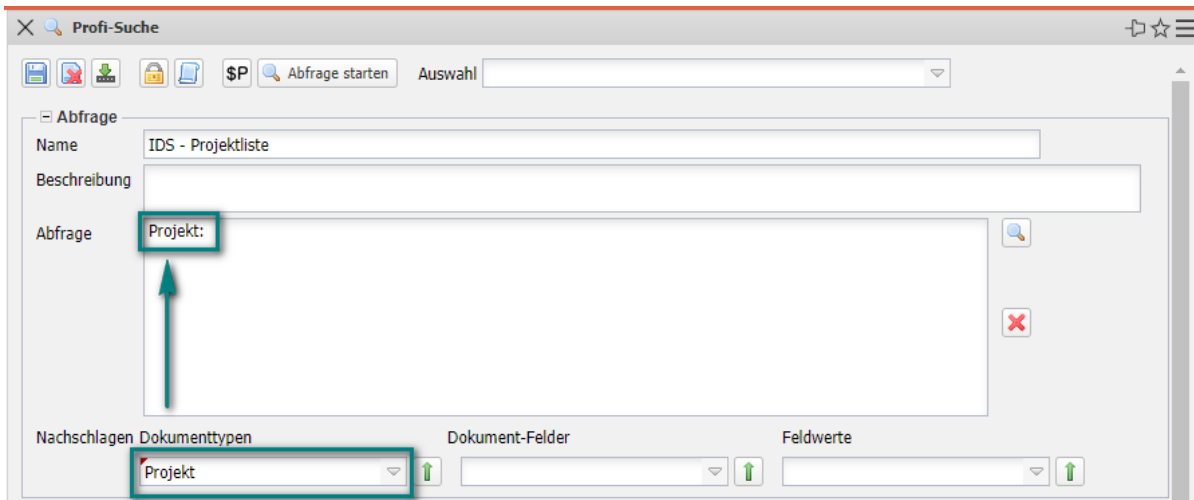 Profi-Suche
$P Abfrage starten Auswahl
Abfrage
Name IDS - Projektliste
Beschreibung
Abfrage Projekt:
Nachschlagen Dokumenttypen Dokument-Felder Feldwerte
Projekt